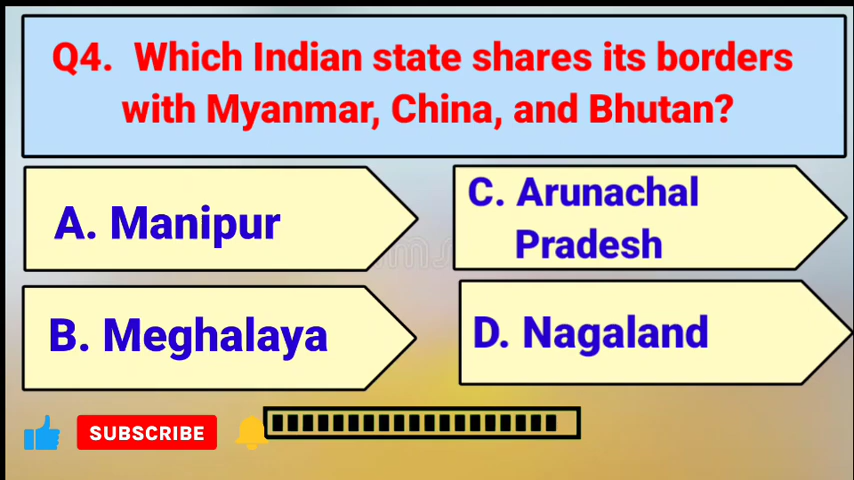 Q4. Which Indian state shares its borders
with Myanmar, China, and Bhutan?
A. Manipur
C. Arunachal
Pradesh
B. Meghalaya
D. Nagaland
SUBSCRIBE